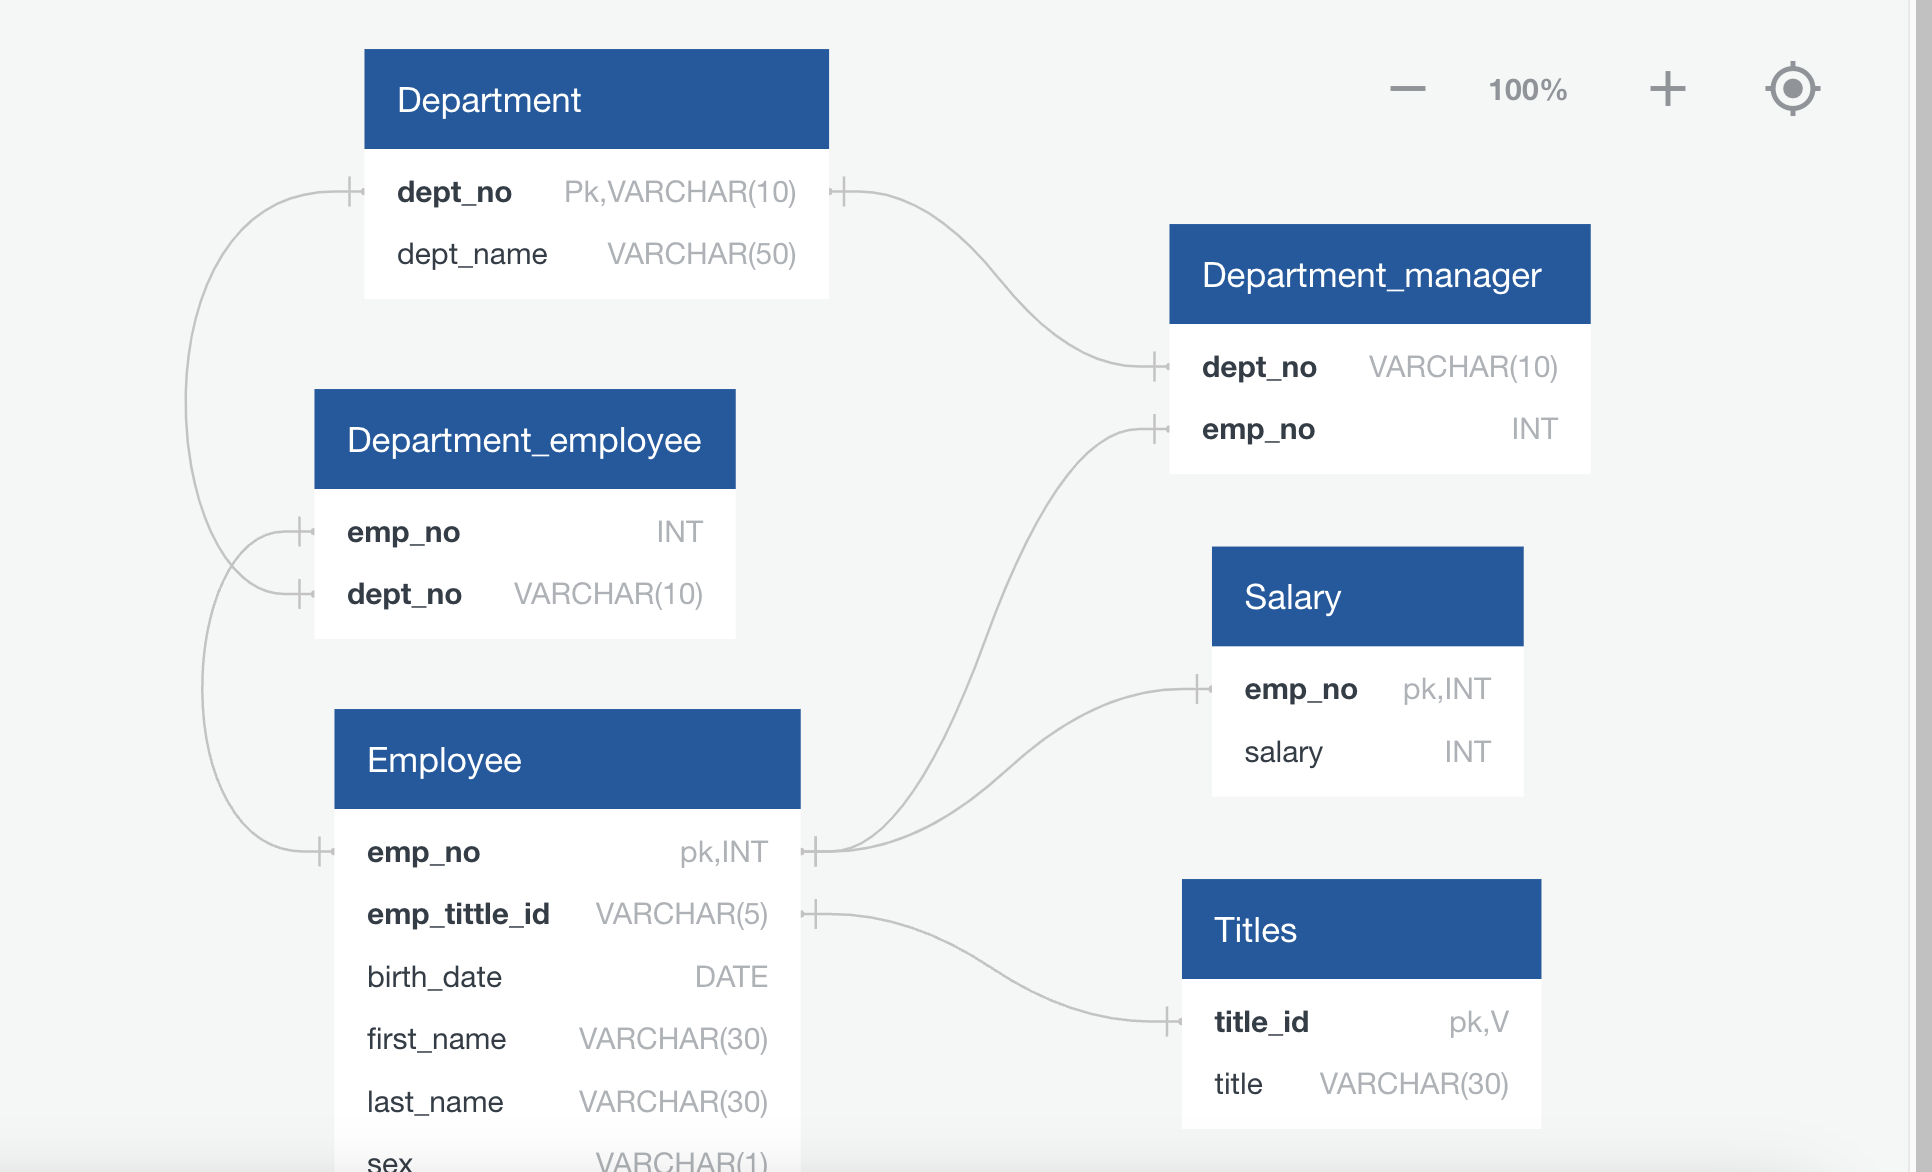 Department
dept_no Pk,VARCHAR(10)
dept_name VARCHAR(50)
100%
Department_manager
dept_no VARCHAR(10)
emp_no INT
Department_employee
emp_no INT
dept_no VARCHAR(10)
Salary
emp_no pk,INT
salary INT
Employee
emp_no pk,INT
emp_tittle_id VARCHAR(5)
birth_date DATE
first_name VARCHAR(30)
last_name VARCHAR(30)
sex VARCHAR(1)
Titles
title_id pk,V
title VARCHAR(30)